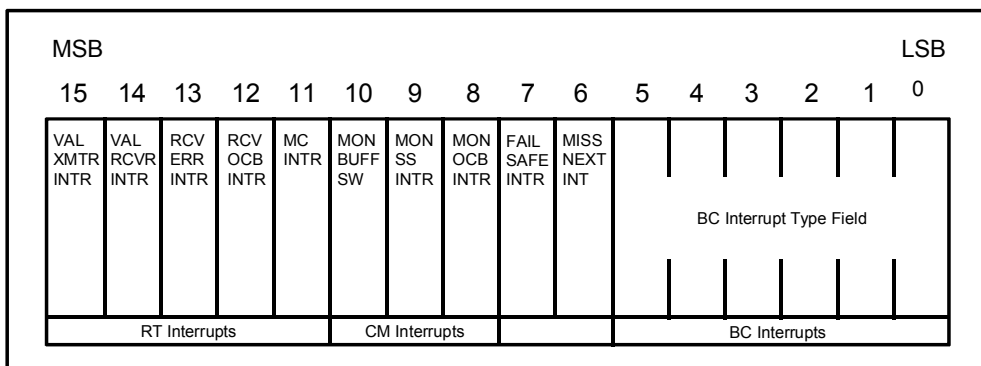 MSB LSB
15 14 13 12 11 10 9 8 7 6 5 4 3 2 1 0
VAL VAL RCV RCV MC MON MON MON FAIL MISS
XMTR RCVR ERR OCB INTR BUFF SS OCB SAFE NEXT
INTR INTR INTR INTR SW INTR INTR INTR INT
BC Interrupt Type Field
RT Interrupts CM Interrupts BC Interrupts